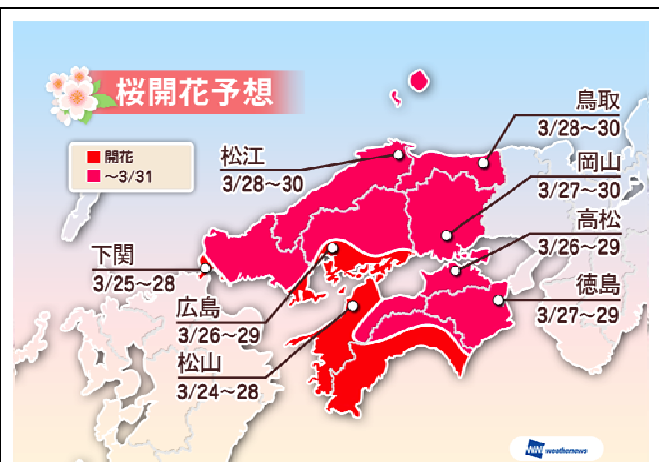 桜開花予想
開花
～3/31
鳥取
3/28～30
松江
3/28～30
岡山
3/27～30
高松
3/26～29
下関
3/25～28
徳島
3/27～29
広島
3/26～29
松山
3/24～28
WNI weathernews